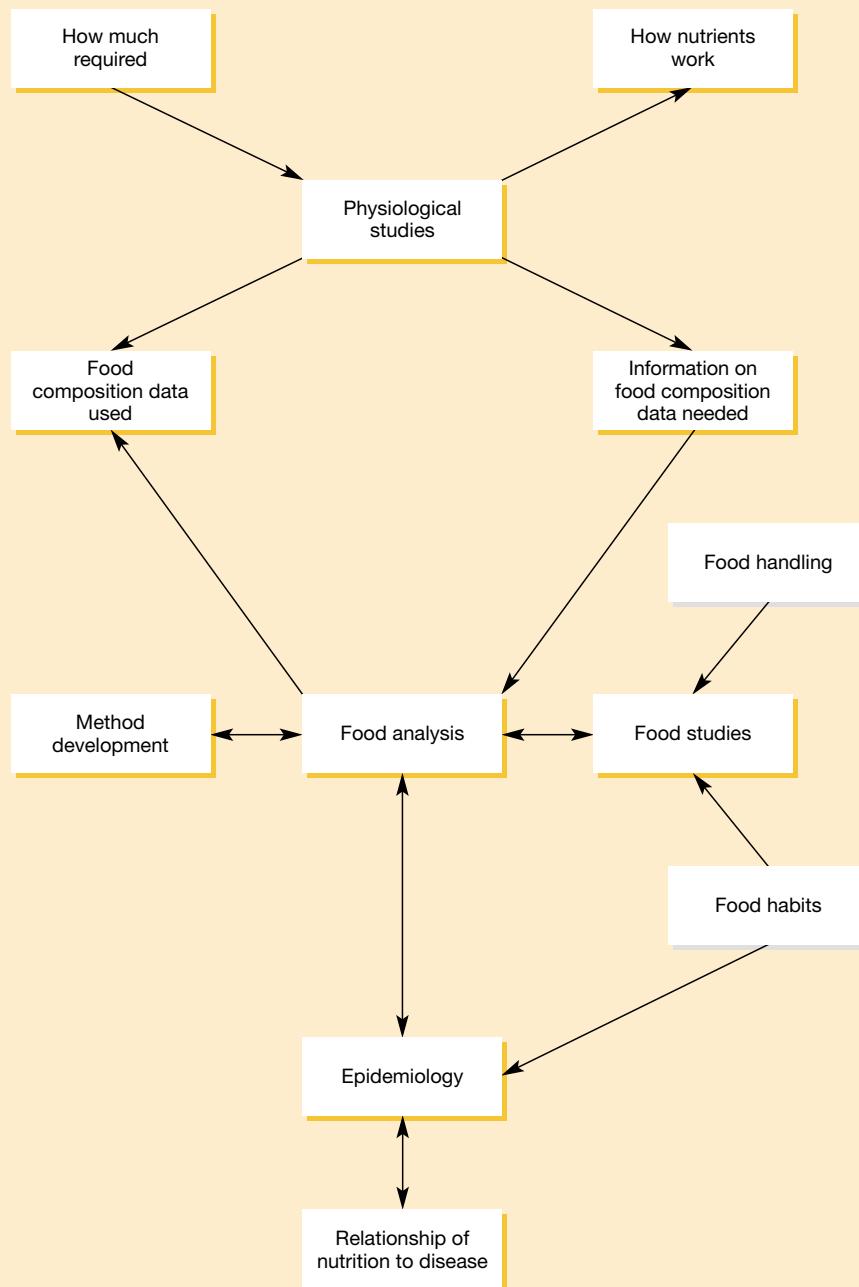 How much
required
How nutrients
work
Physiological
studies
Food
composition data
used
Information on
food composition
data needed
Food handling
Method
development
Food analysis
Food studies
Food habits
Epidemiology
Relationship of
nutrition to disease